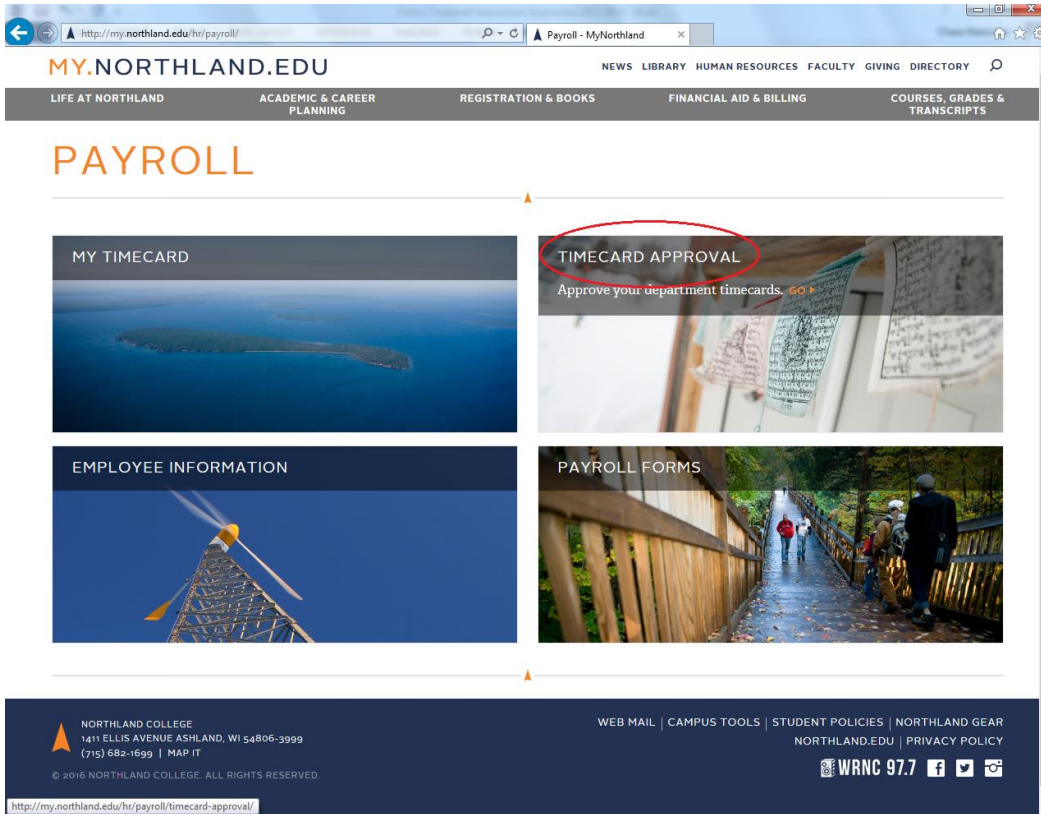 http://my.northland.edu/hr/payroll/
Payroll - MyNorthland
MY.NORTHLAND.EDU
NEWS LIBRARY HUMAN RESOURCES FACULTY GIVING DIRECTORY
LIFE AT NORTHLAND
ACADEMIC & CAREER
PLANNING
REGISTRATION & BOOKS
FINANCIAL AID & BILLING
COURSES, GRADES &
TRANSCRIPTS
PAYROLL
MY TIMECARD
TIMECARD APPROVAL
Approve your department timecards. GO
EMPLOYEE INFORMATION
PAYROLL FORMS
NORTHLAND COLLEGE
1411 ELLIS AVENUE ASHLAND, WI 54806-3999
(715) 682-1699 | MAP IT
© 2016 NORTHLAND COLLEGE. ALL RIGHTS RESERVED.
WEB MAIL | CAMPUS TOOLS | STUDENT POLICIES | NORTHLAND GEAR
NORTHLAND.EDU | PRIVACY POLICY
WRNC 97.7
http://my.northland.edu/hr/payroll/timecard-approval/